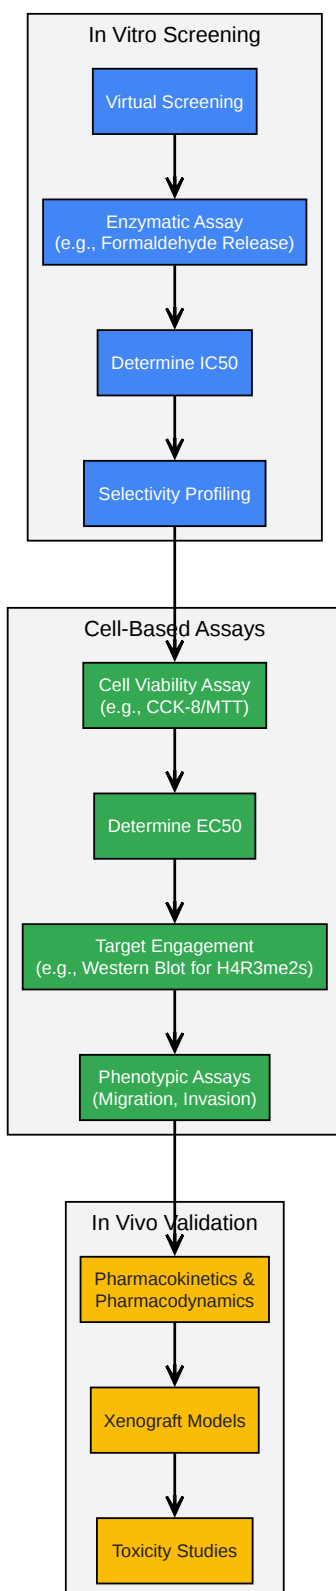 In Vitro Screening
Virtual Screening
Enzymatic Assay
(e.g., Formaldehyde Release)
Determine IC50
Selectivity Profiling
Cell-Based Assays
Cell Viability Assay
(e.g., CCK-8/MTT)
Determine EC50
Target Engagement
(e.g., Western Blot for H4R3me2s)
Phenotypic Assays
(Migration, Invasion)
In Vivo Validation
Pharmacokinetics &
Pharmacodynamics
Xenograft Models
Toxicity Studies